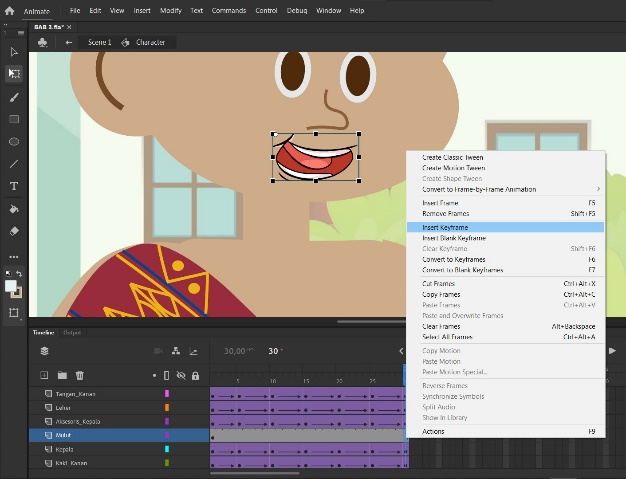 Animate
File Edit View Insert Modify Text Commands Control Debug Window Help
BAB 3.fla*
Scene 1 Character
Create Classic Tween
Create Motion Tween
Create Shape Tween
Convert to Frame-by-Frame Animation
Insert Frame F5
Remove Frames Shift+F5
Insert Keyframe
Insert Blank Keyframe
Clear Keyframe Shift+F6
Convert to Keyframes F6
Convert to Blank Keyframes F7
Cut Frames Ctrl+Alt+X
Copy Frames Ctrl+Alt+C
Paste Frames
Paste and Overwrite Frames
Clear Frames Alt+Backspace
Select All Frames Ctrl+Alt+A
Copy Motion
Paste Motion
Paste Motion Special...
Reverse Frames
Synchronize Symbols
Split Audio
Show In Library
Actions F9
Timeline Output
30,00 30
5 10 15 20 25
Tangan_Kanan
Leher
Aksesoris_Kepala
Mulut
Kepala
Kaki_Kanan